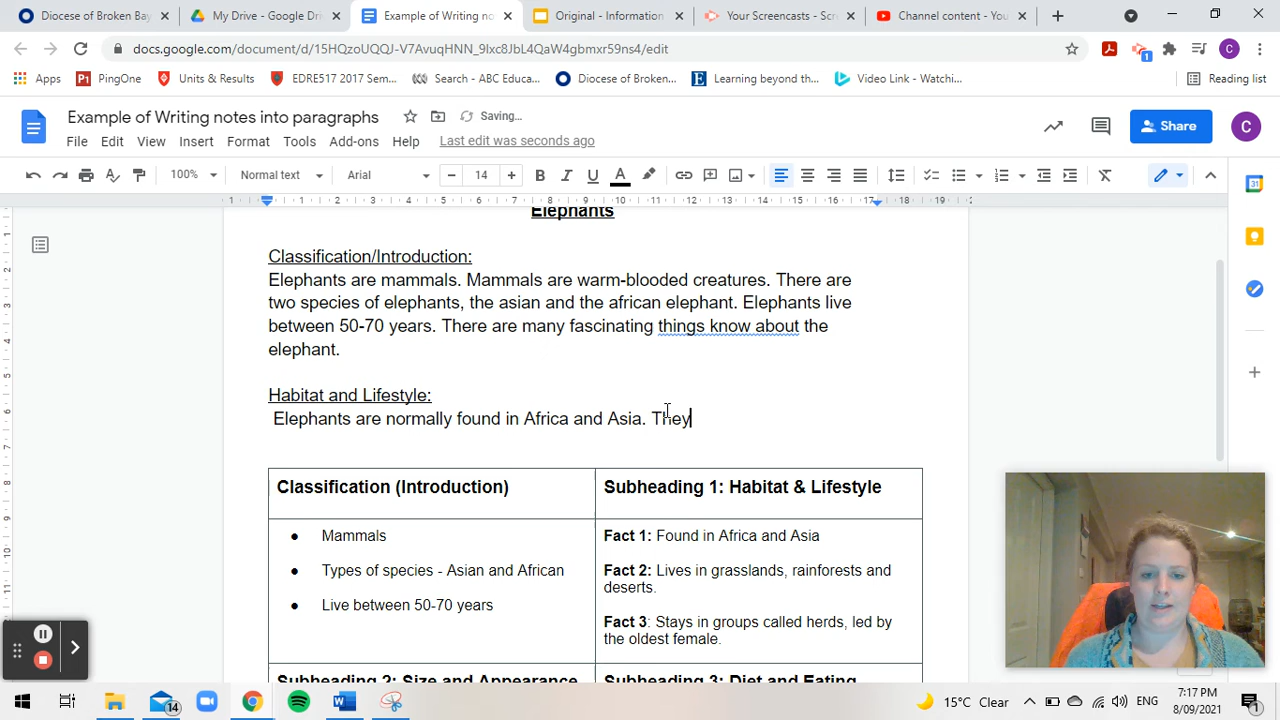 Diocese of Broken Bay
My Drive - Google Dri
Example of Writing no
Original - Information
Your Screencasts - Scr
Channel content - You
docs.google.com/document/d/15HQzoUQQJ-V7AvuqHNN_9Ixc8JbL4QaW4gbmxr59ns4/edit
Apps
PingOne
Units & Results
EDRE517 2017 Sem...
Search - ABC Educa...
Diocese of Broken...
Learning beyond th...
Video Link - Watchi...
Reading list
Example of Writing notes into paragraphs
Saving...
File Edit View Insert Format Tools Add-ons Help Last edit was seconds ago
Share
C
100% Normal text Arial 14
Elephants
Classification/Introduction:
Elephants are mammals. Mammals are warm-blooded creatures. There are
two species of elephants, the asian and the african elephant. Elephants live
between 50-70 years. There are many fascinating things know about the
elephant.
Habitat and Lifestyle:
Elephants are normally found in Africa and Asia. They
Classification (Introduction)
Subheading 1: Habitat & Lifestyle
Mammals
Types of species - Asian and African
Live between 50-70 years
Fact 1: Found in Africa and Asia
Fact 2: Lives in grasslands, rainforests and
deserts.
Fact 3: Stays in groups called herds, led by
the oldest female.
Subheading 2: Size and Appearance
Subheading 3: Diet and Eating
14
15°C Clear
ENG
7:17 PM
8/09/2021